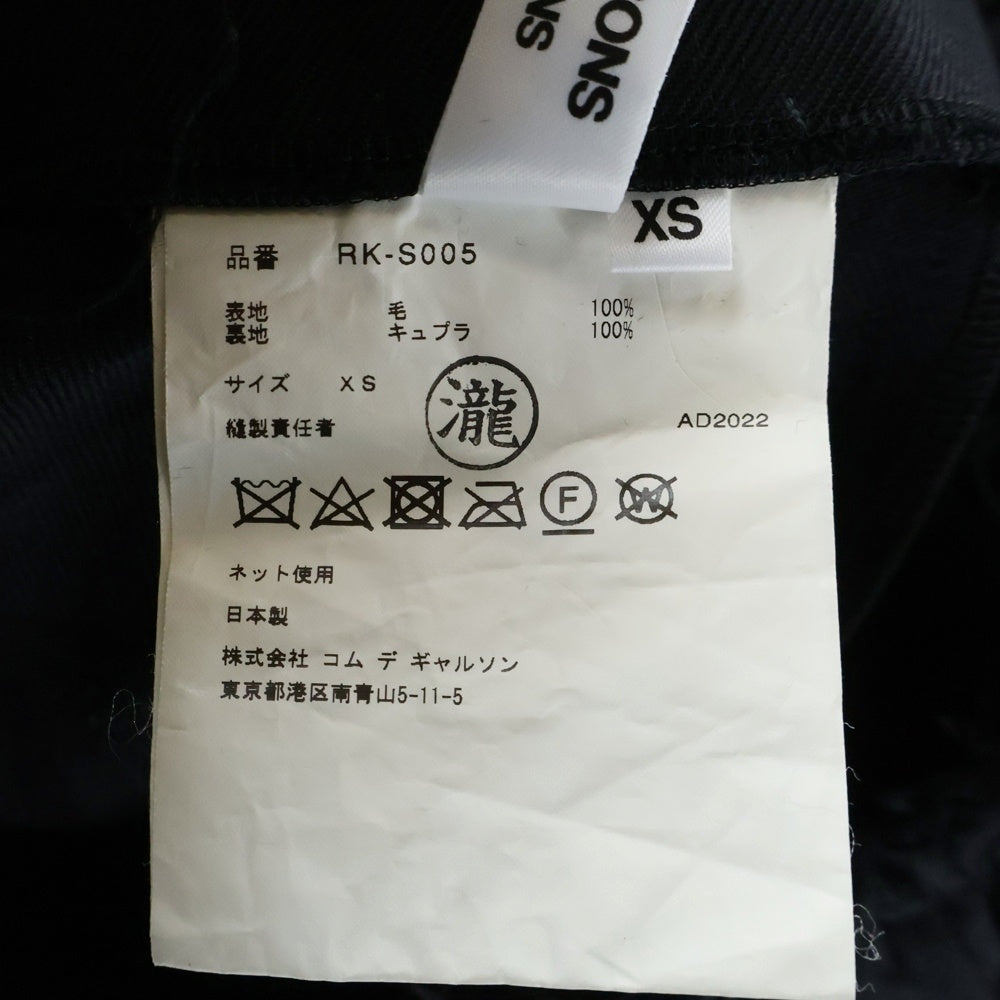 NS
SONS
XS
品番 RK-S005
表地 毛 100%
裏地 キュプラ 100%
サイズ XS
縫製責任者 瀧 AD2022
F
W
ネット使用
日本製
株式会社 コム デ ギャルソン
東京都港区南青山5-11-5